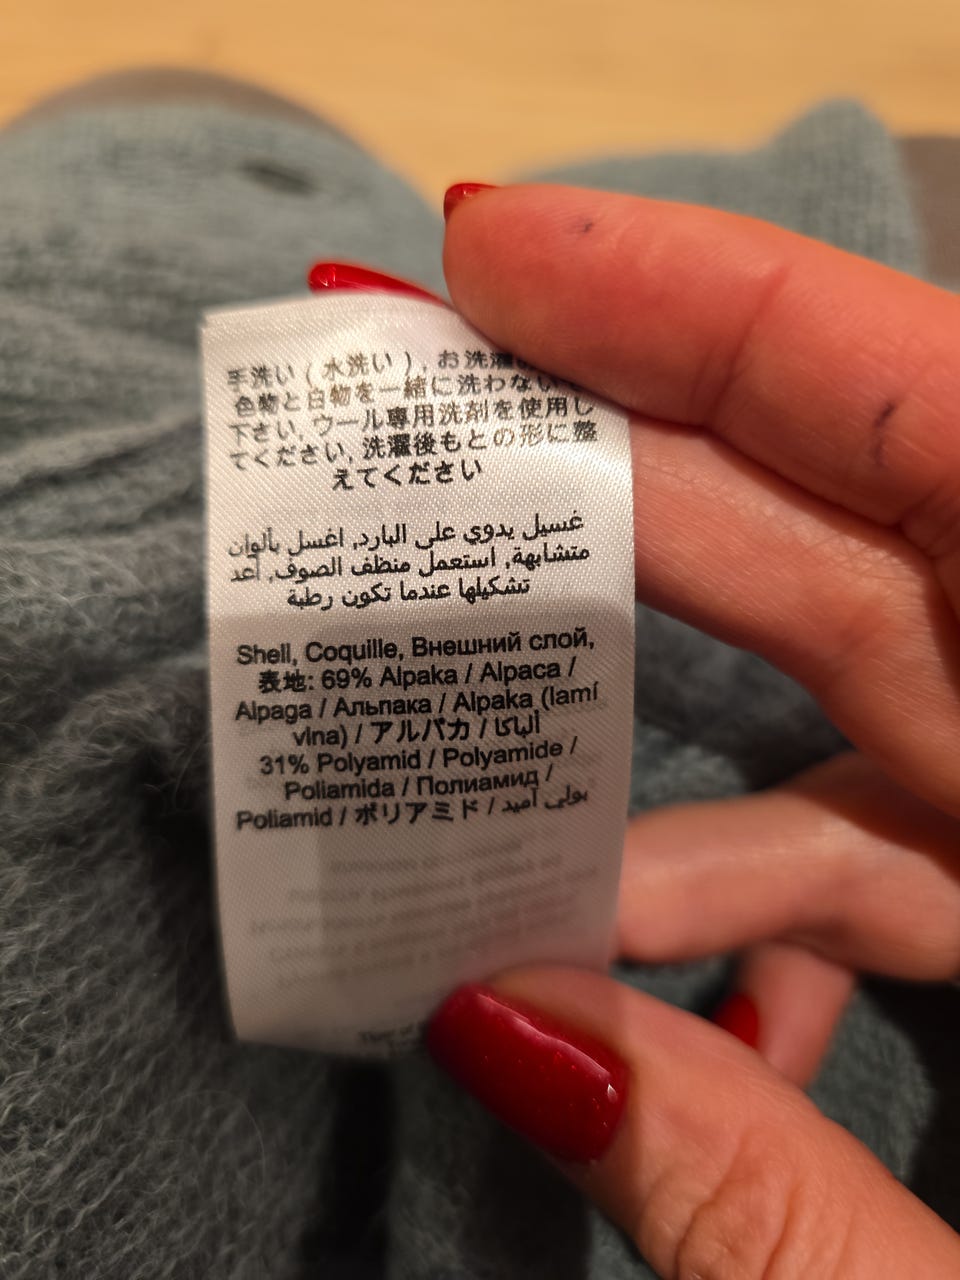 手洗い ( 水洗い ), お洗濯
色物と白物を一緒に洗わない
下さい, ウール専用洗剤を使用し
てください, 洗濯後もとの形に整
えてください
غسيل يدوي على البارد, اغسل بألوان
متشابهة, استعمل منظف الصوف, أعد
تشكيلها عندما تكون رطبة
Shell, Coquille, Внешний слой,
表地: 69% Alpaka / Alpaca /
Alpaga / Альпака / Alpaka (lamí
vlna) / アルパカ / ألباكا
31% Polyamid / Polyamide /
Poliamida / Полиамид /
Poliamid / ポリアミド / بولي أميد